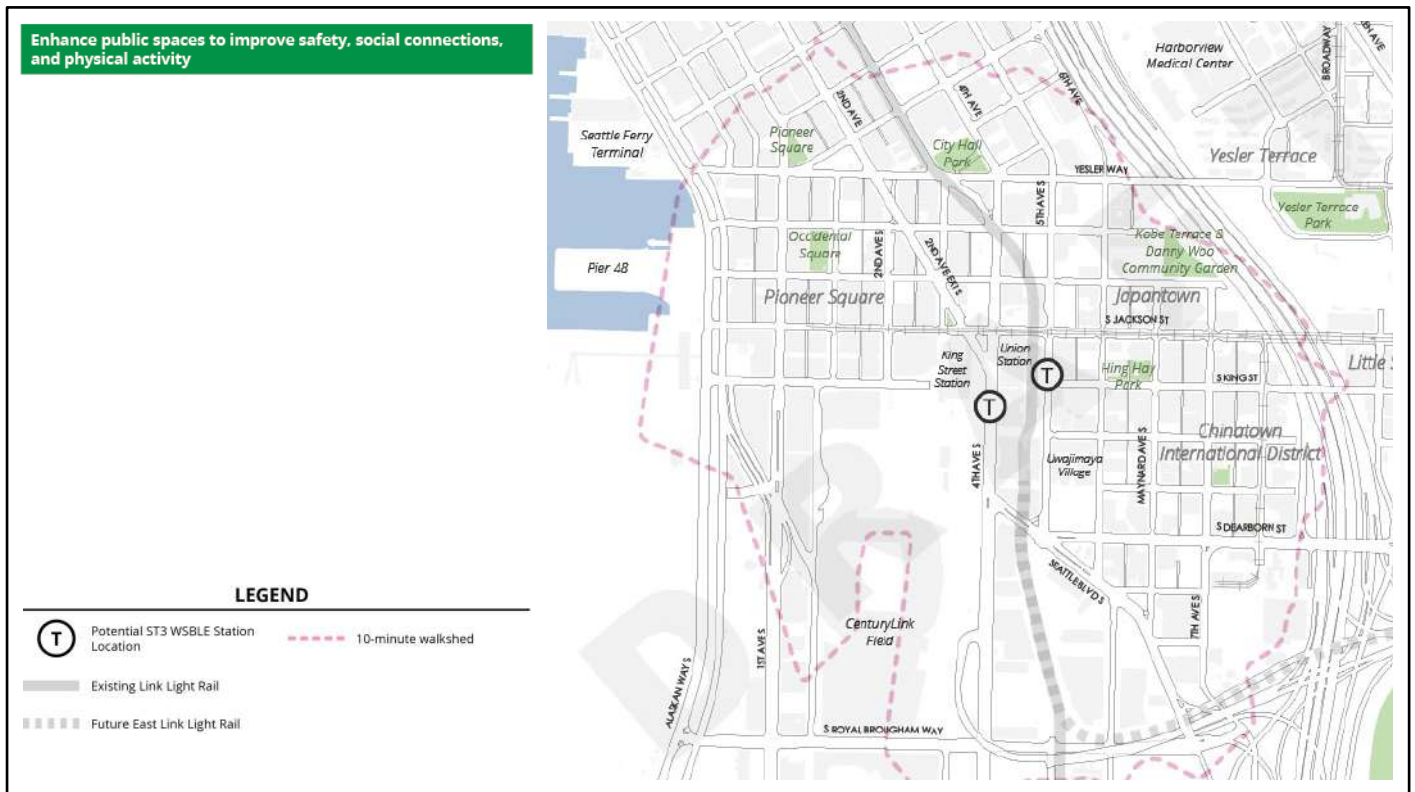 Enhance public spaces to improve safety, social connections,
and physical activity
LEGEND
T
Potential ST3 WSBLE Station
Location
10-minute walkshed
Existing Link Light Rail
Future East Link Light Rail
Harborview
Medical Center
BROADWAY
6TH AVE
4TH AVE
2ND AVE
Seattle Ferry
Terminal
Pioneer
Square
City Hall
Park
Yesler Terrace
YESLER WAY
5TH AVE S
Yesler Terrace
Park
Occidental
Square
2ND AVE S
2ND AVE EXT S
Kobe Terrace &
Danny Woo
Community Garden
Pier 48
Pioneer Square
Japantown
S JACKSON ST
King
Street
Station
Union
Station
T
T
Hing Hay
Park
S KING ST
Little
Chinatown
International District
4TH AVE S
Uwajimaya
Village
MAYNARD AVE S
S DEARBORN ST
SEATTLE BLVD S
7TH AVE S
CenturyLink
Field
1ST AVE S
ALASKAN WAY S
S ROYAL BROUGHAM WAY